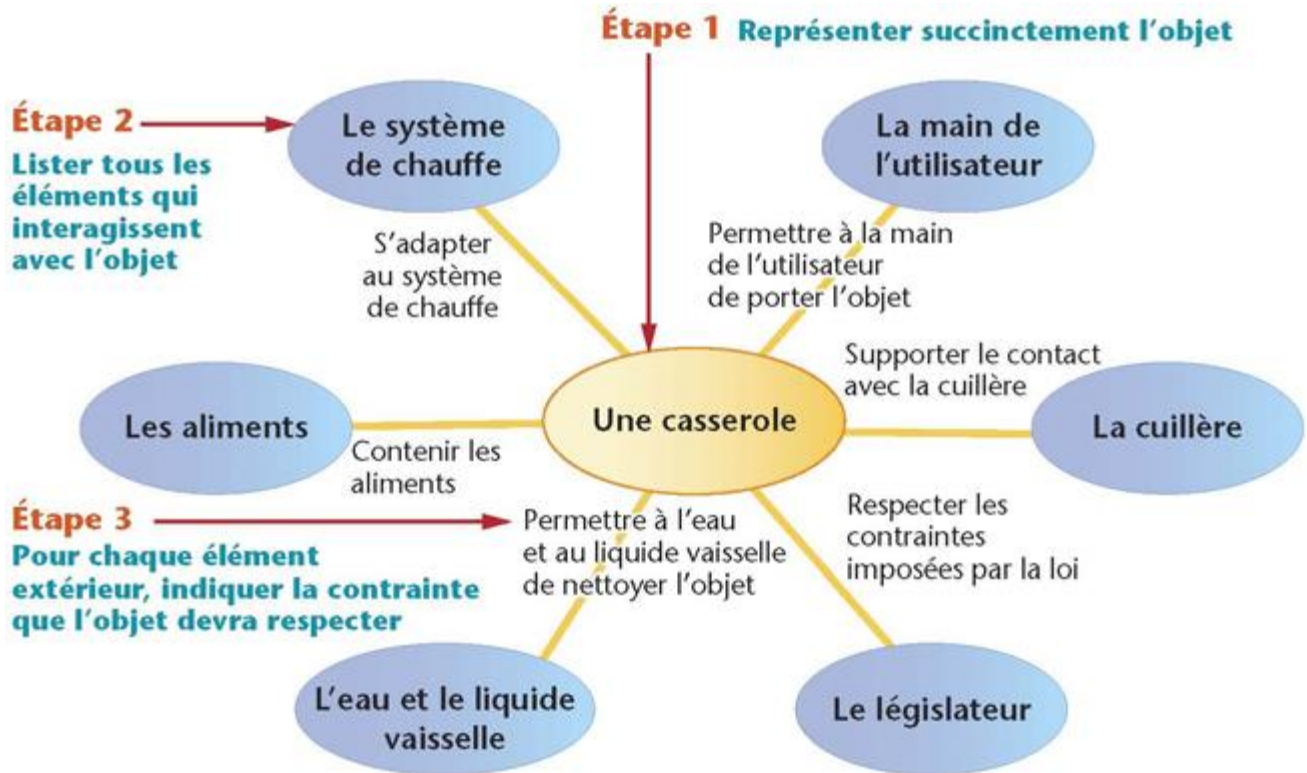 Étape 1 Représenter succinctement l'objet
Étape 2
Lister tous les
éléments qui
interagissent
avec l'objet
Le système
de chauffe
La main de
l'utilisateur
S'adapter
au système
de chauffe
Permettre à la main
de l'utilisateur
de porter l'objet
Supporter le contact
avec la cuillère
Les aliments
Une casserole
La cuillère
Contenir les
aliments
Étape 3
Pour chaque élément
extérieur, indiquer la contrainte
que l'objet devra respecter
Permettre à l'eau
et au liquide vaisselle
de nettoyer l'objet
Respecter les
contraintes
imposées par la loi
L'eau et le liquide
vaisselle
Le législateur